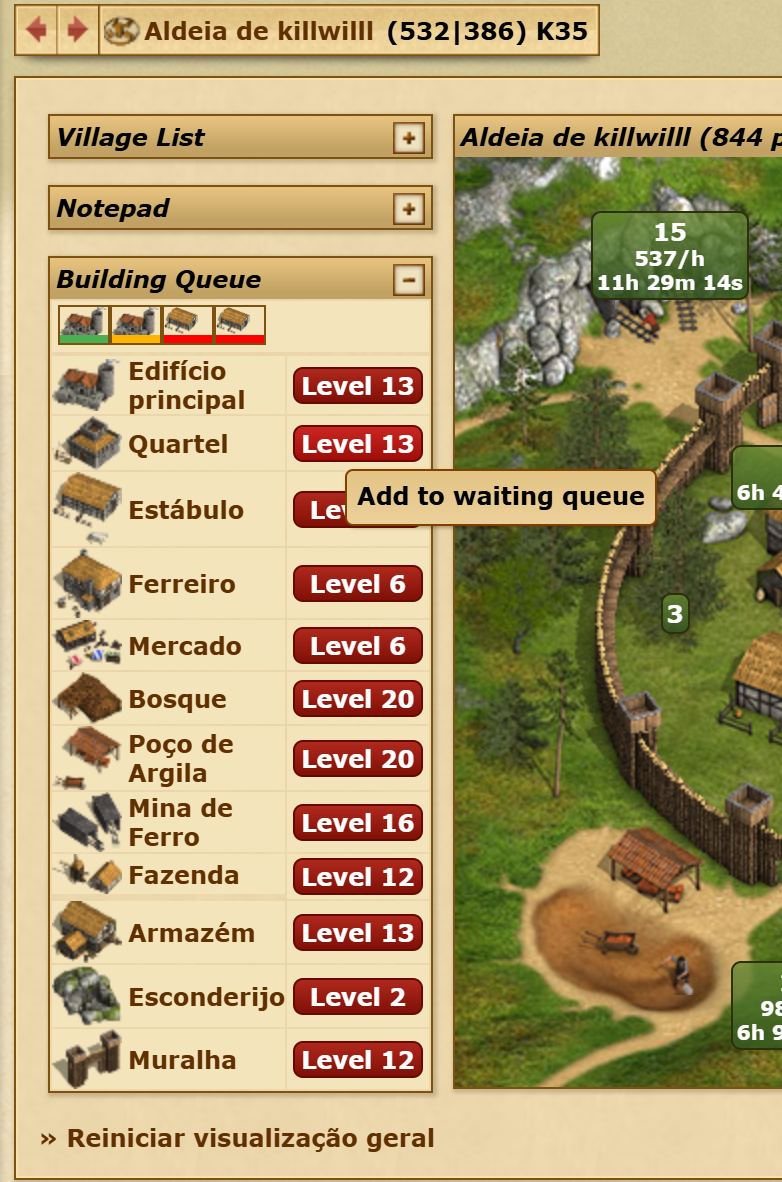 Aldeia de killwilll (532|386) K35
Village List
Aldeia de killwilll (844
Notepad
15
537/h
11h 29m 14s
Building Queue
Edifício
principal
Level 13
Quartel
Level 13
Add to waiting queue
Estábulo
Ferreiro
Level 6
3
Mercado
Level 6
Bosque
Level 20
Poço de
Argila
Level 20
Mina de
Ferro
Level 16
Fazenda
Level 12
Armazém
Level 13
Esconderijo
Level 2
6h
Muralha
Level 12
» Reiniciar visualização geral